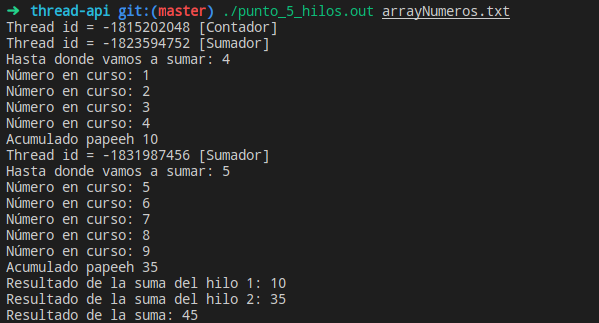 ➜ thread-api git:(master) ./punto_5_hilos.out arrayNumeros.txt
Thread id = -1815202048 [Contador]
Thread id = -1823594752 [Sumador]
Hasta donde vamos a sumar: 4
Número en curso: 1
Número en curso: 2
Número en curso: 3
Número en curso: 4
Acumulado papeeh 10
Thread id = -1831987456 [Sumador]
Hasta donde vamos a sumar: 5
Número en curso: 5
Número en curso: 6
Número en curso: 7
Número en curso: 8
Número en curso: 9
Acumulado papeeh 35
Resultado de la suma del hilo 1: 10
Resultado de la suma del hilo 2: 35
Resultado de la suma: 45